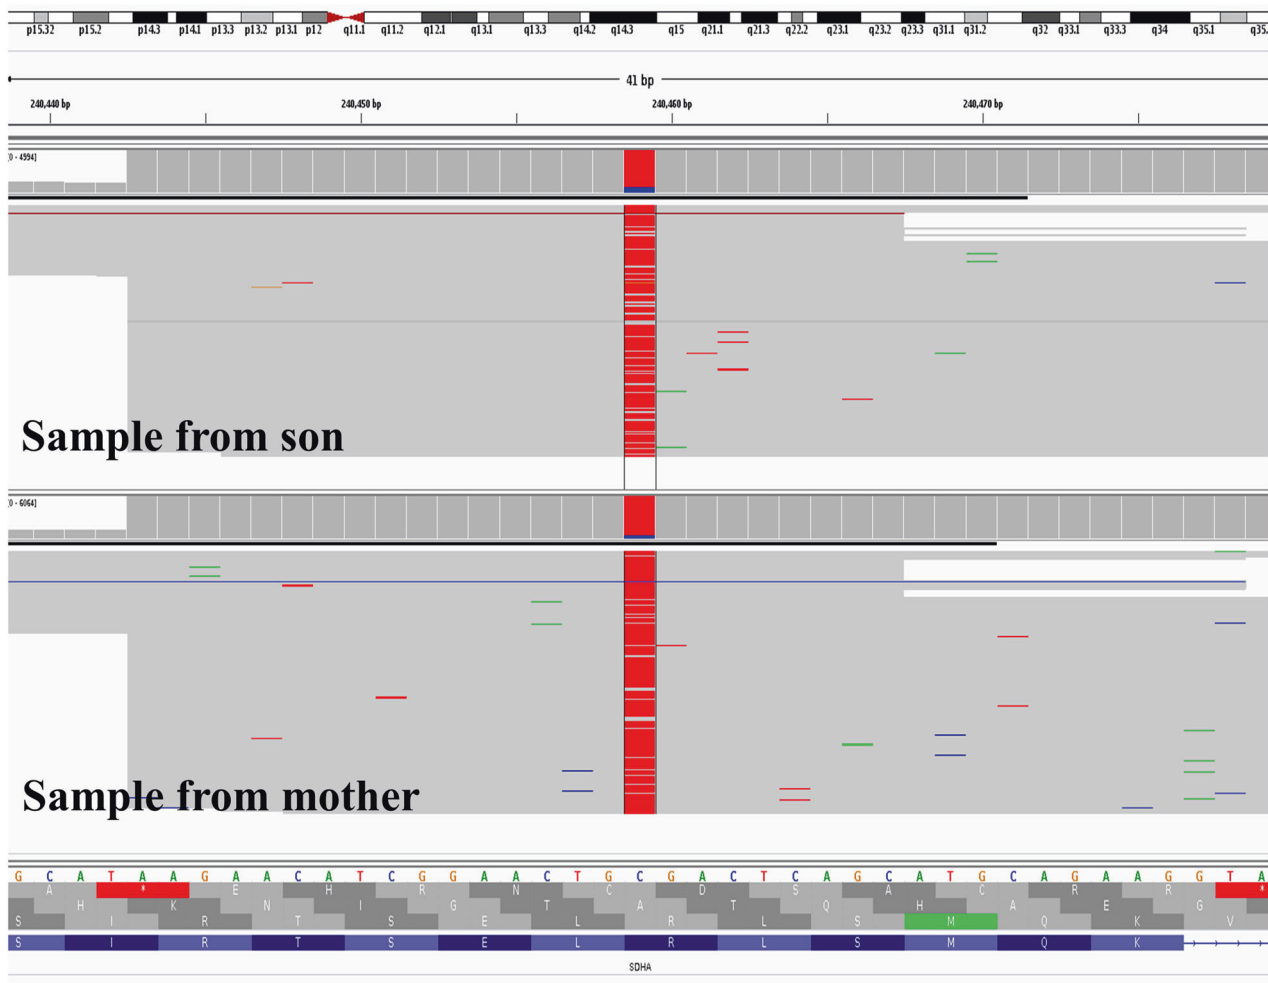 p15.32 p15.2 p14.3 p14.1 p13.3 p13.2 p13.1 p12 q11.1 q11.2 q12.1 q13.1 q13.3 q14.2 q14.3 q15 q21.1 q21.3 q22.2 q23.1 q23.2 q23.3 q31.1 q31.2 q32 q33.1 q33.3 q34 q35.1 q35.
41 bp
240,440 bp 240,450 bp 240,460 bp 240,470 bp
[0 - 4994]
Sample from son
[0 - 6064]
Sample from mother
G C A T A A G A A C A T C G G A A C T G C G A C T C A G C A T G C A G A A G G T A
A * E H R N C D S A C R R *
H K N I G T A T Q H A E G
S I R T S E L R L S M Q K V
S I R T S E L R L S M Q K
SDHA